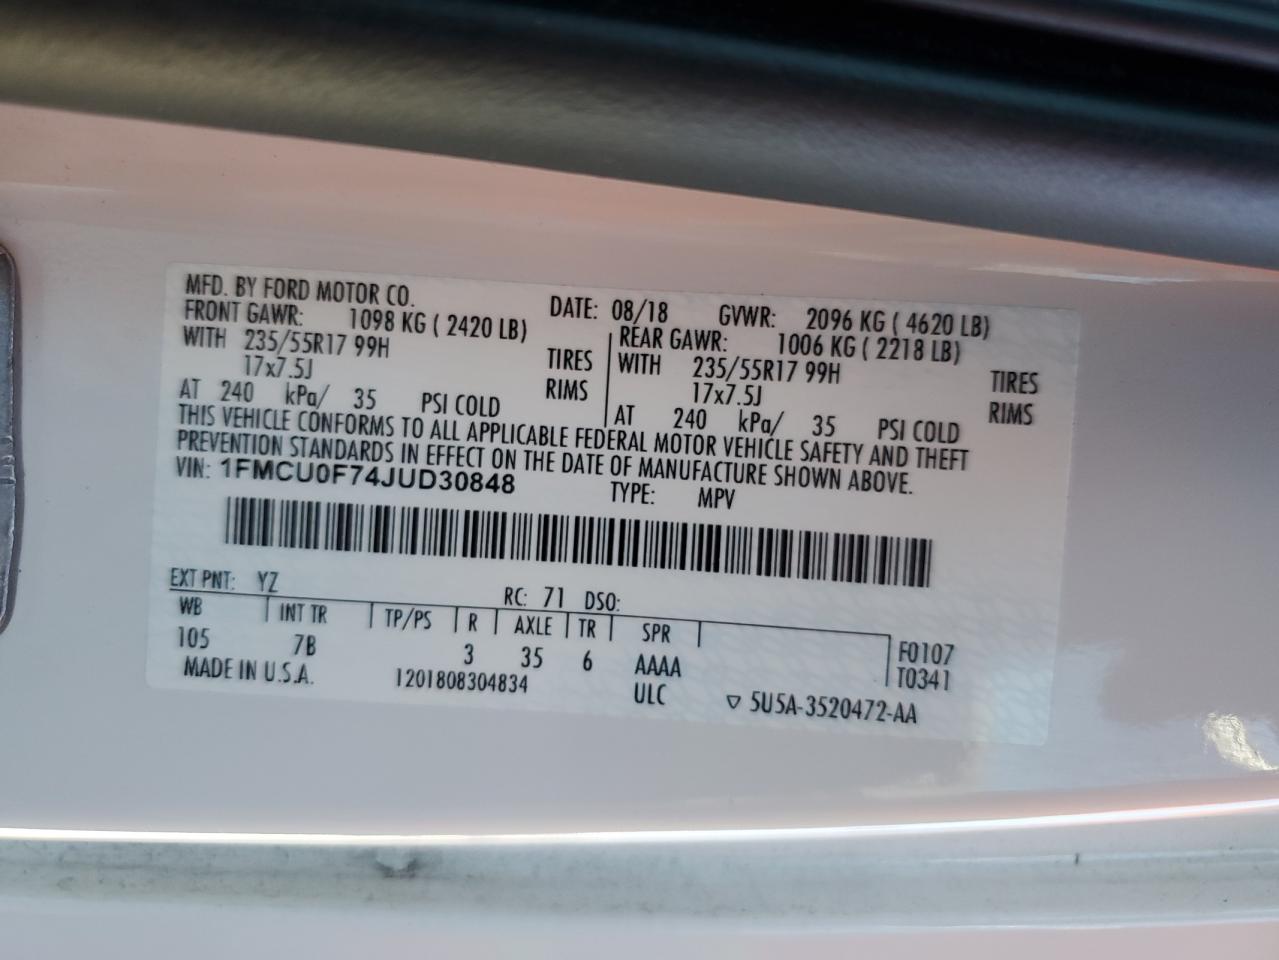 MFD. BY FORD MOTOR CO. DATE: 08/18 GVWR: 2096 KG ( 4620 LB)
FRONT GAWR: 1098 KG ( 2420 LB) REAR GAWR: 1006 KG ( 2218 LB)
WITH 235/55R17 99H TIRES WITH 235/55R17 99H TIRES
17x7.5J RIMS 17x7.5J RIMS
AT 240 kPa/ 35 PSI COLD AT 240 kPa/ 35 PSI COLD
THIS VEHICLE CONFORMS TO ALL APPLICABLE FEDERAL MOTOR VEHICLE SAFETY AND THEFT
PREVENTION STANDARDS IN EFFECT ON THE DATE OF MANUFACTURE SHOWN ABOVE.
VIN: 1FMCU0F74JUD30848 TYPE: MPV
EXT PNT: YZ RC: 71 DSO:
WB INT TR TP/PS R AXLE TR SPR F0107
105 7B 3 35 6 AAAA T0341
MADE IN U.S.A. 1201808304834 ULC ▽ 5U5A-3520472-AA